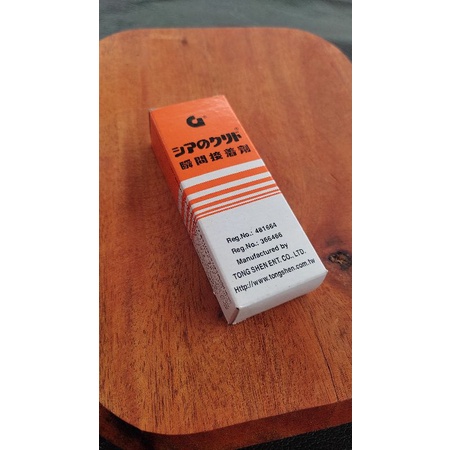 シアのクリト
瞬間接着剤
Reg.No.: 481664
Reg.No.: 366466
Manufactured by
TONG SHEN ENT. CO., LTD.
Http://www.tongshen.com.tw